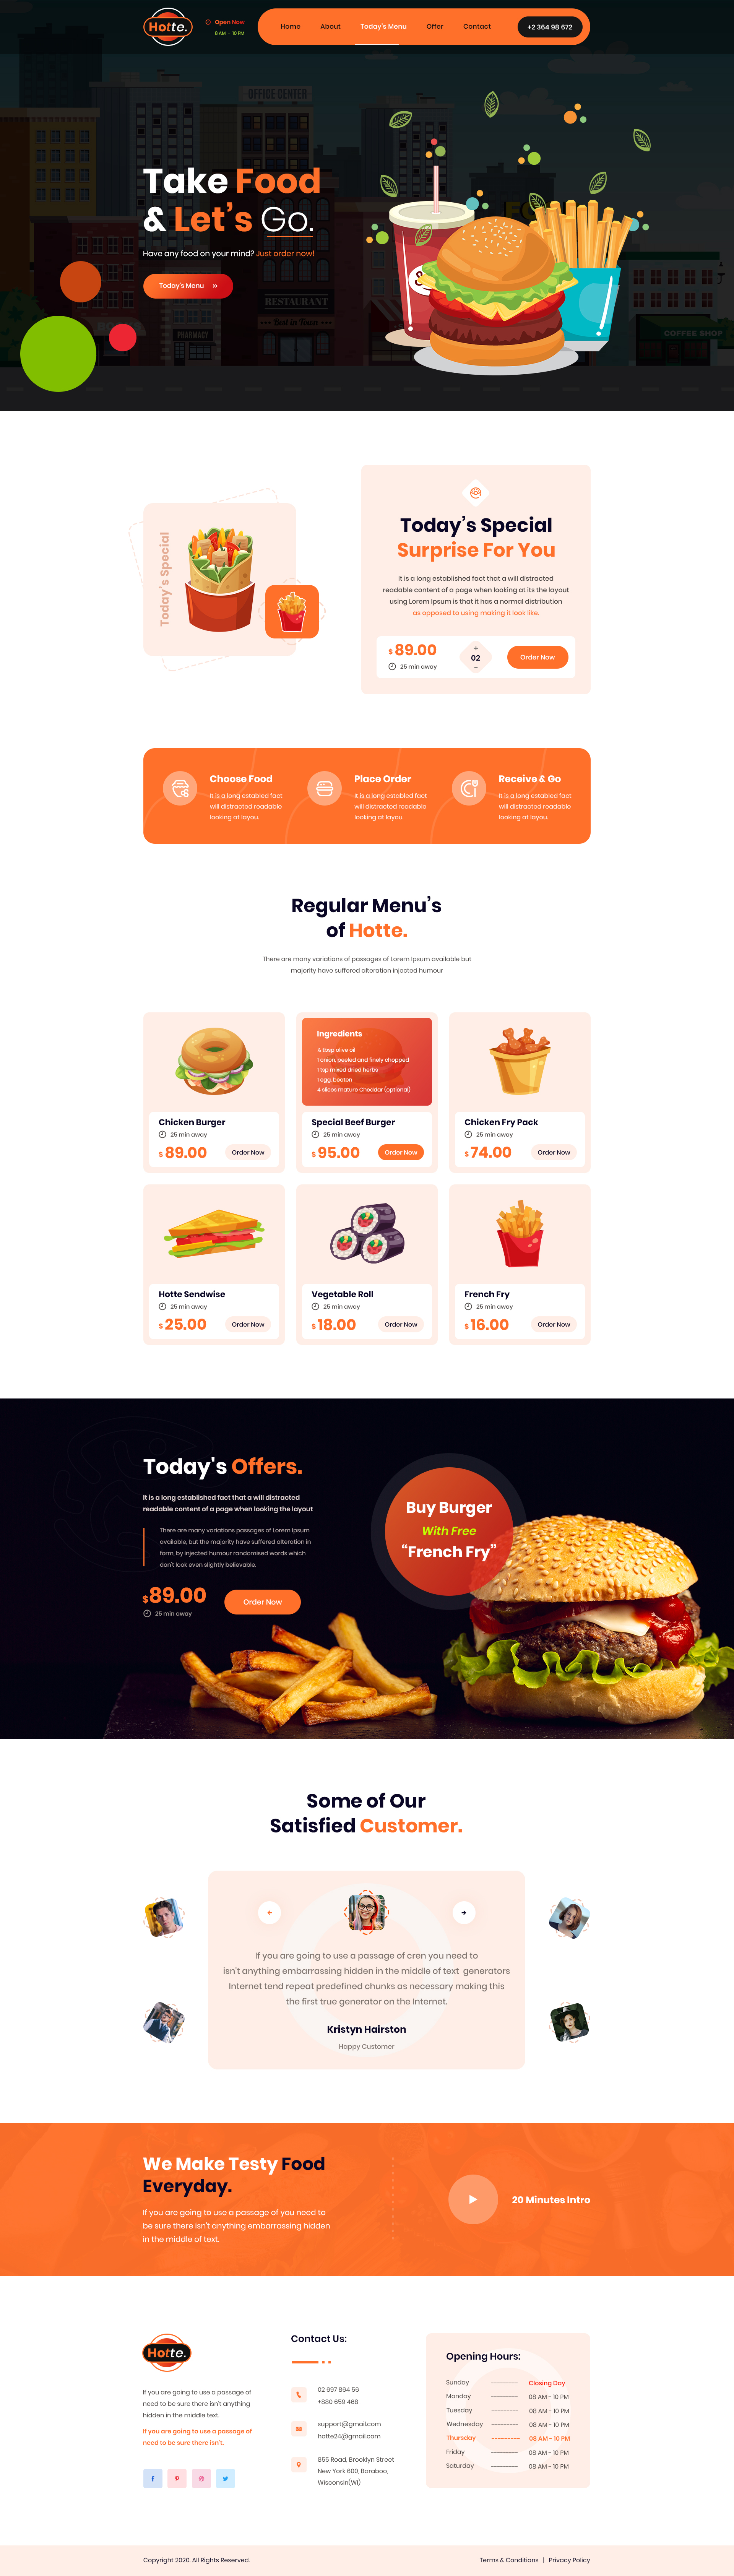 Hotte.
Open Now
8 AM - 10 PM
Home
About
Today's Menu
Offer
Contact
+2 364 98 672
OFFICE CENTER
Take Food
& Let's Go.
Have any food on your mind? Just order now!
Today's Menu
RESTAURANT
Best in Town
PHARMACY
COFFEE SHOP
Today's Special
Today's Special
Surprise For You
It is a long established fact that a will distracted
readable content of a page when looking at its the layout
using Lorem Ipsum is that it has a normal distribution
as opposed to using making it look like.
$ 89.00
25 min away
+
02
-
Order Now
Choose Food
It is a long establed fact
will distracted readable
looking at layou.
Place Order
It is a long establed fact
will distracted readable
looking at layou.
Receive & Go
It is a long establed fact
will distracted readable
looking at layou.
Regular Menu's
of Hotte.
There are many variations of passages of Lorem Ipsum available but
majority have suffered alteration injected humour
Chicken Burger
25 min away
$ 89.00
Order Now
Ingredients
½ tbsp olive oil
1 onion, peeled and finely chopped
1 tsp mixed dried herbs
1 egg, beaten
4 slices mature Cheddar (optional)
Special Beef Burger
25 min away
$ 95.00
Order Now
Chicken Fry Pack
25 min away
$ 74.00
Order Now
Hotte Sendwise
25 min away
$ 25.00
Order Now
Vegetable Roll
25 min away
$ 18.00
Order Now
French Fry
25 min away
$ 16.00
Order Now
Today's Offers.
It is a long established fact that a will distracted
readable content of a page when looking the layout
There are many variations passages of Lorem Ipsum
available, but the majority have suffered alteration in
form, by injected humour randomised words which
don't look even slightly believable.
$89.00
25 min away
Order Now
Buy Burger
With Free
“French Fry”
Some of Our
Satisfied Customer.
If you are going to use a passage of cren you need to
isn't anything embarrassing hidden in the middle of text generators
Internet tend repeat predefined chunks as necessary making this
the first true generator on the Internet.
Kristyn Hairston
Happy Customer
We Make Testy Food
Everyday.
If you are going to use a passage of you need to
be sure there isn't anything embarrassing hidden
in the middle of text.
20 Minutes Intro
Hotte.
If you are going to use a passage of
need to be sure there isn't anything
hidden in the middle text.
If you are going to use a passage of
need to be sure there isn't.
Contact Us:
02 697 864 56
+880 659 468
support@gmail.com
hotte24@gmail.com
855 Road, Brooklyn Street
New York 600, Baraboo,
Wisconsin(WI)
Opening Hours:
Sunday --------- Closing Day
Monday --------- 08 AM - 10 PM
Tuesday --------- 08 AM - 10 PM
Wednesday --------- 08 AM - 10 PM
Thursday --------- 08 AM - 10 PM
Friday --------- 08 AM - 10 PM
Saturday --------- 08 AM - 10 PM
Copyright 2020. All Rights Reserved.
Terms & Conditions | Privacy Policy